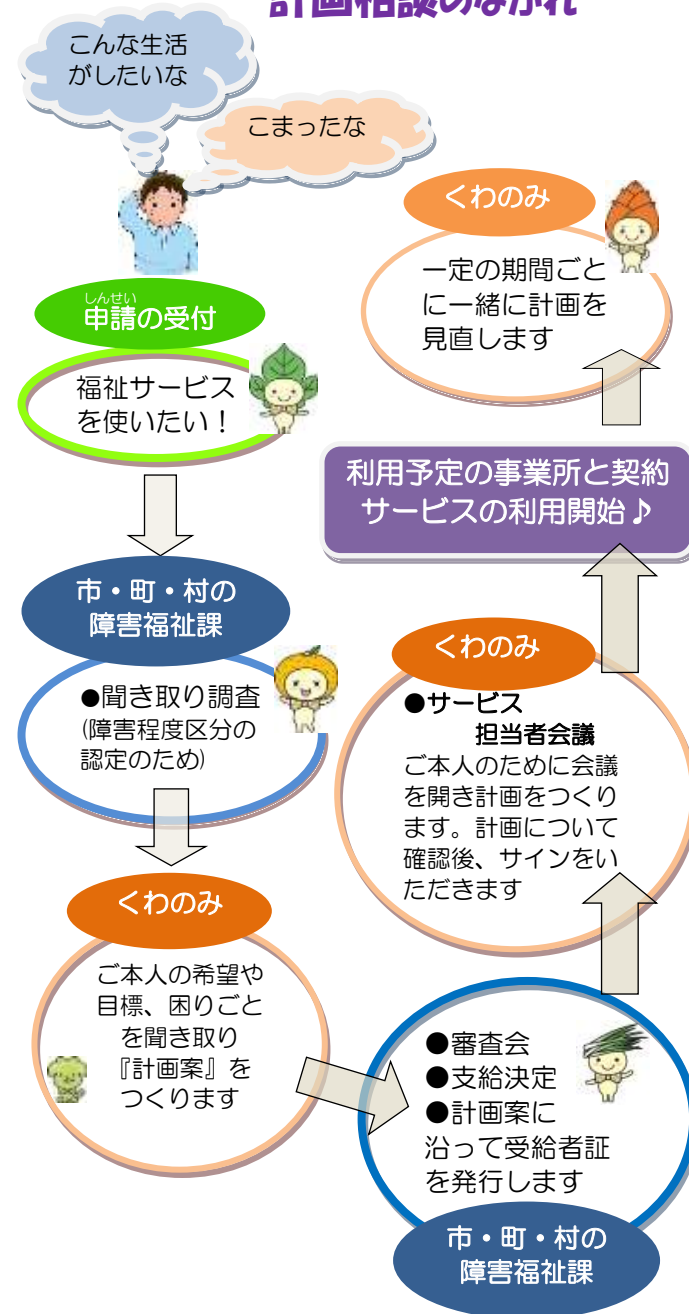 計画相談のながれ
こんな生活
がしたいな
こまったな
しんせい
申請の受付
福祉サービス
を使いたい！
市・町・村の
障害福祉課
●聞き取り調査
(障害程度区分の
認定のため)
くわのみ
ご本人の希望や
目標、困りごと
を聞き取り
『計画案』を
つくります
●審査会
●支給決定
●計画案に
沿って受給者証
を発行します
市・町・村の
障害福祉課
くわのみ
●サービス
担当者会議
ご本人のために会議
を開き計画をつくり
ます。計画について
確認後、サインをい
ただきます
利用予定の事業所と契約
サービスの利用開始♪
くわのみ
一定の期間ごと
に一緒に計画を
見直します